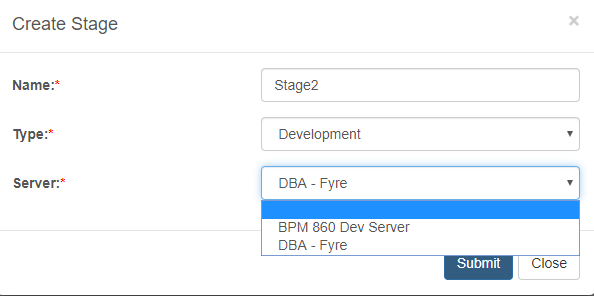 Create Stage ×
Name:* Stage2
Type:* Development
Server:* DBA - Fyre
BPM 860 Dev Server
DBA - Fyre
Submit Close